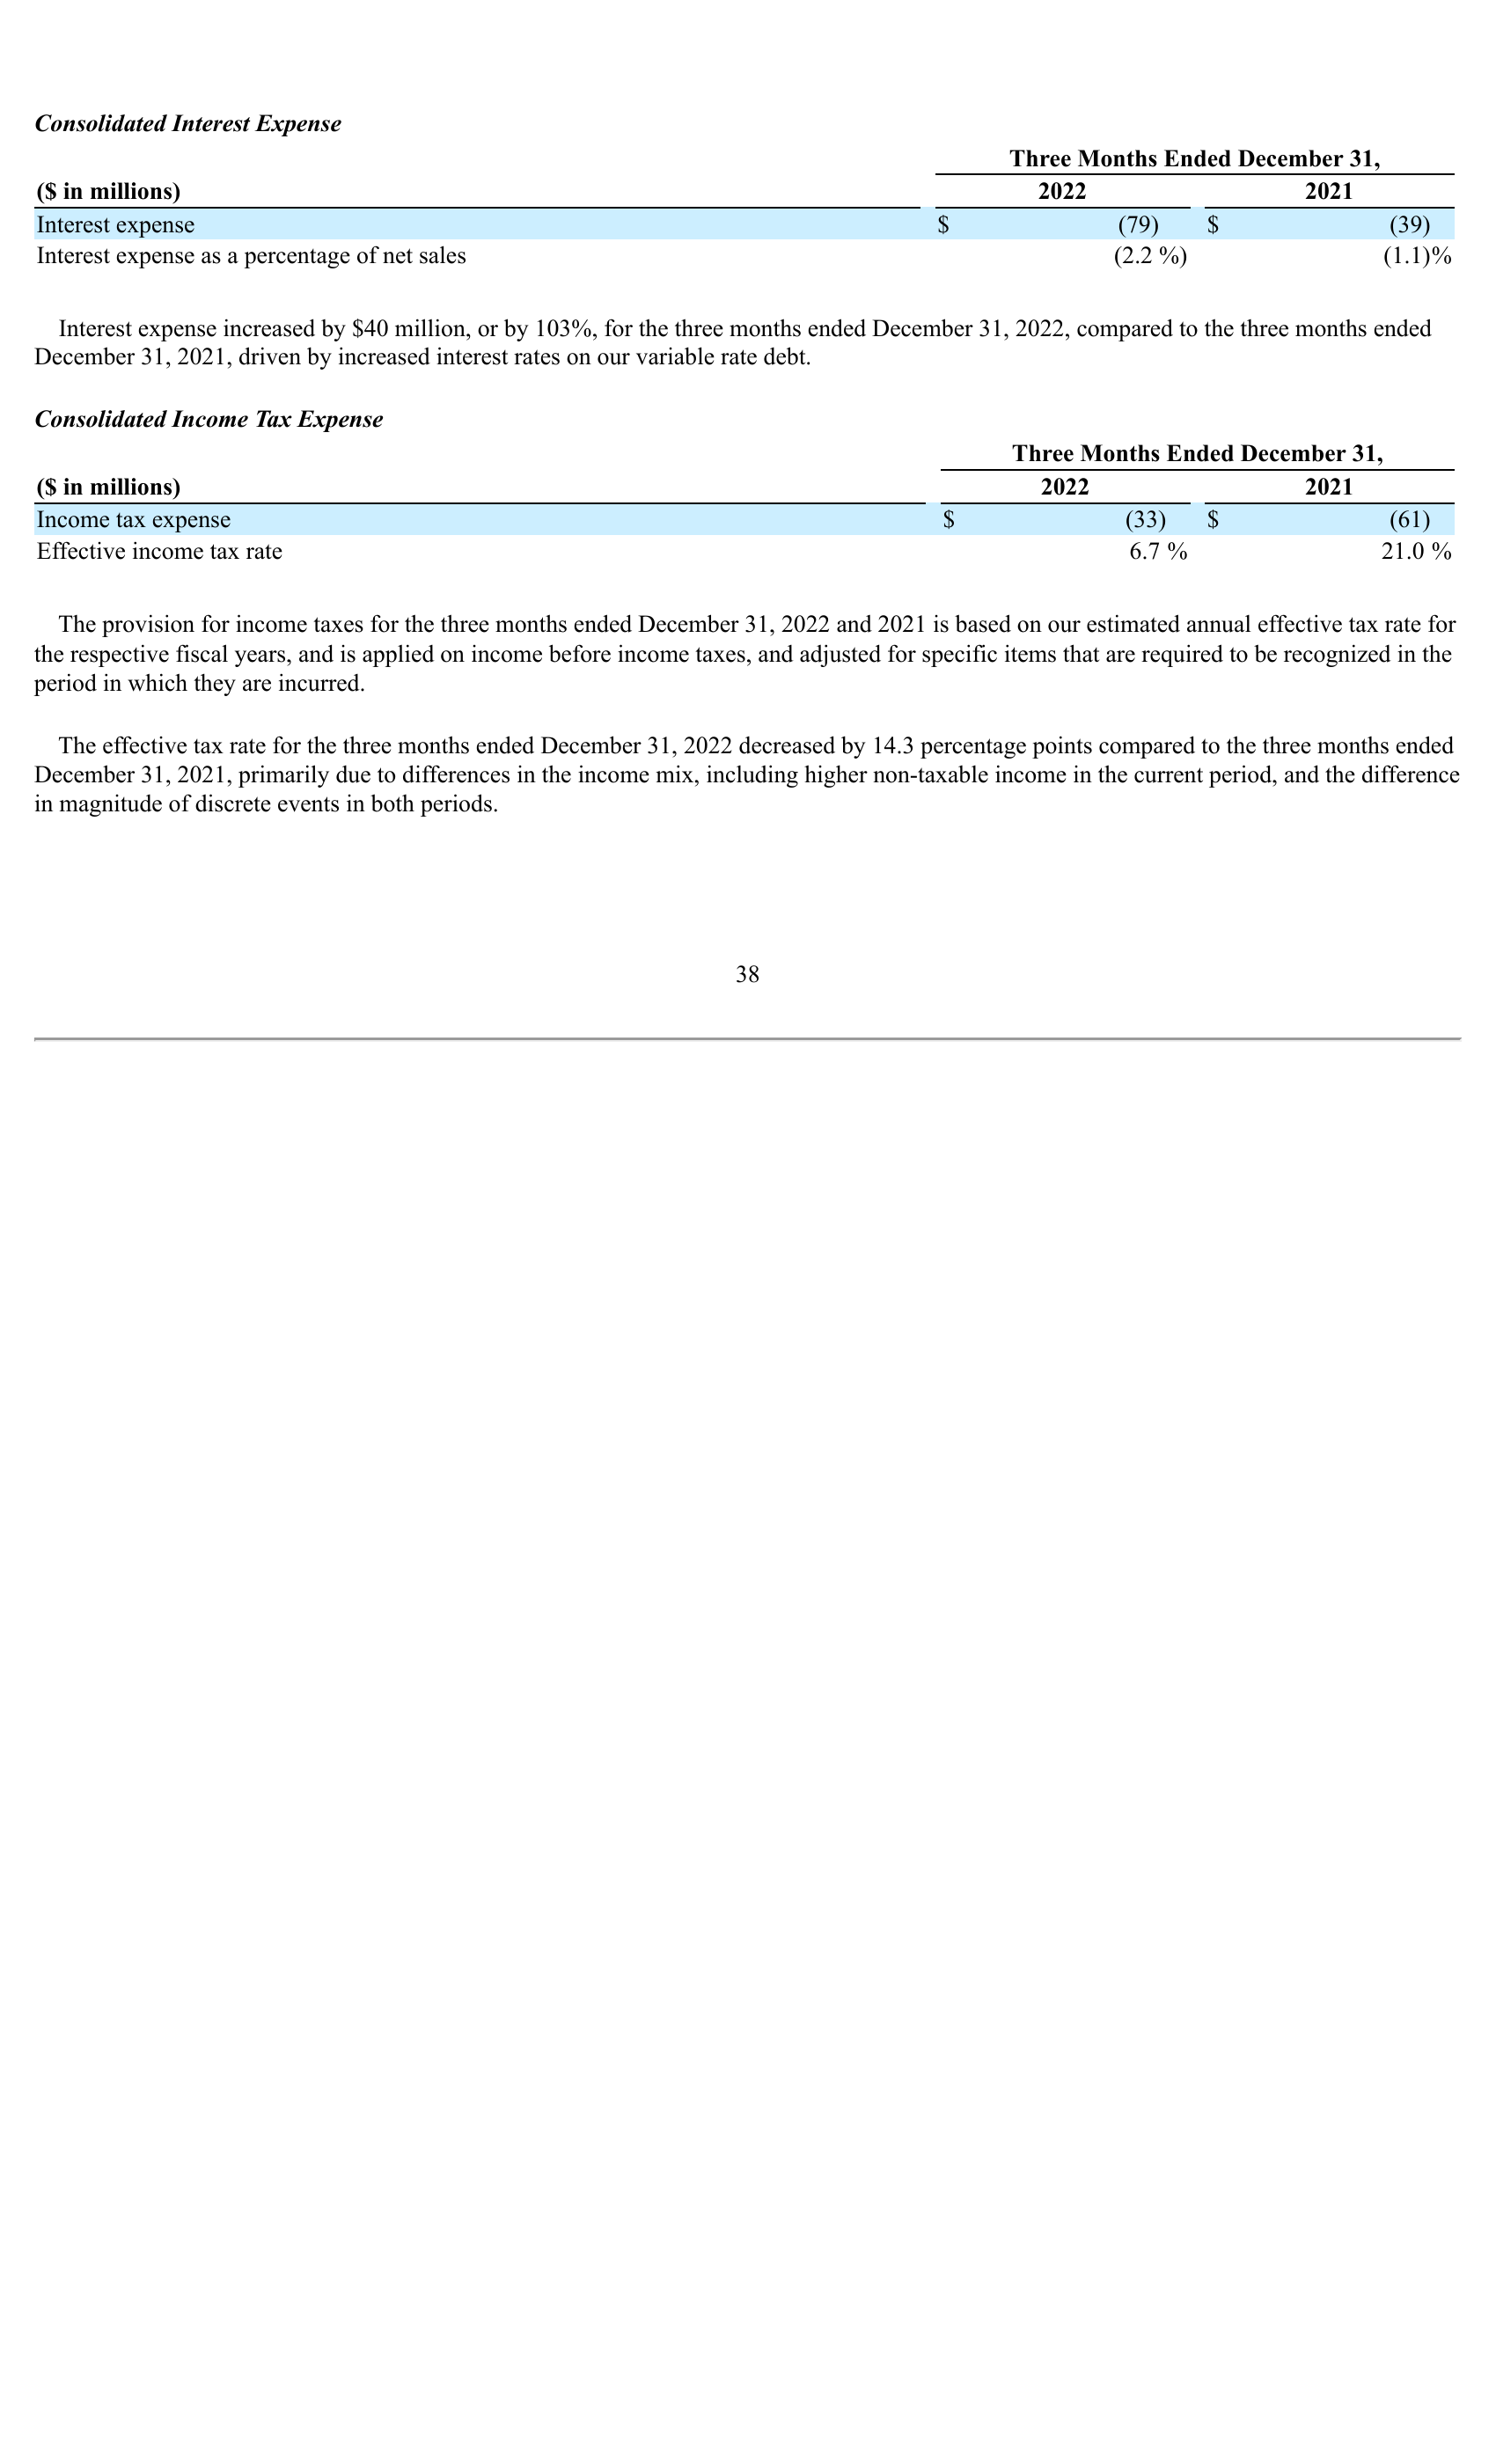 Consolidated Interest Expense
Three Months Ended December 31,
($ in millions) 2022 2021
Interest expense $ (79) $ (39)
Interest expense as a percentage of net sales (2.2 %) (1.1)%
Interest expense increased by $40 million, or by 103%, for the three months ended December 31, 2022, compared to the three months ended
December 31, 2021, driven by increased interest rates on our variable rate debt.
Consolidated Income Tax Expense
Three Months Ended December 31,
($ in millions) 2022 2021
Income tax expense $ (33) $ (61)
Effective income tax rate 6.7 % 21.0 %
The provision for income taxes for the three months ended December 31, 2022 and 2021 is based on our estimated annual effective tax rate for
the respective fiscal years, and is applied on income before income taxes, and adjusted for specific items that are required to be recognized in the
period in which they are incurred.
The effective tax rate for the three months ended December 31, 2022 decreased by 14.3 percentage points compared to the three months ended
December 31, 2021, primarily due to differences in the income mix, including higher non-taxable income in the current period, and the difference
in magnitude of discrete events in both periods.
38